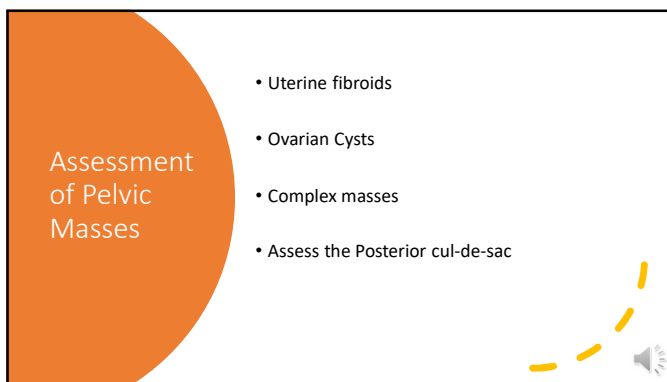 Assessment
of Pelvic
Masses
• Uterine fibroids
• Ovarian Cysts
• Complex masses
• Assess the Posterior cul-de-sac